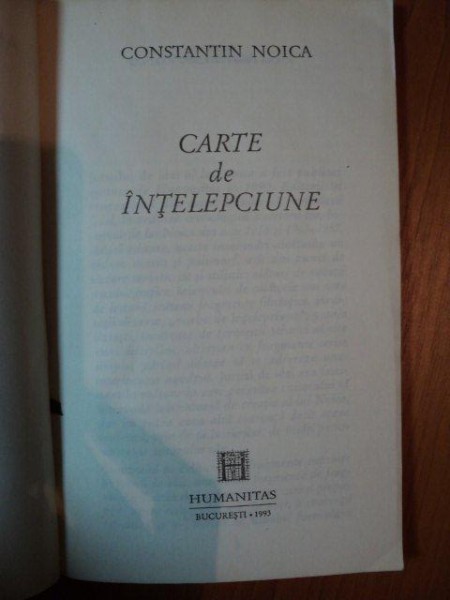 CONSTANTIN NOICA
CARTE
de
ÎNŢELEPCIUNE
H
HUMANITAS
BUCUREŞTI • 1993